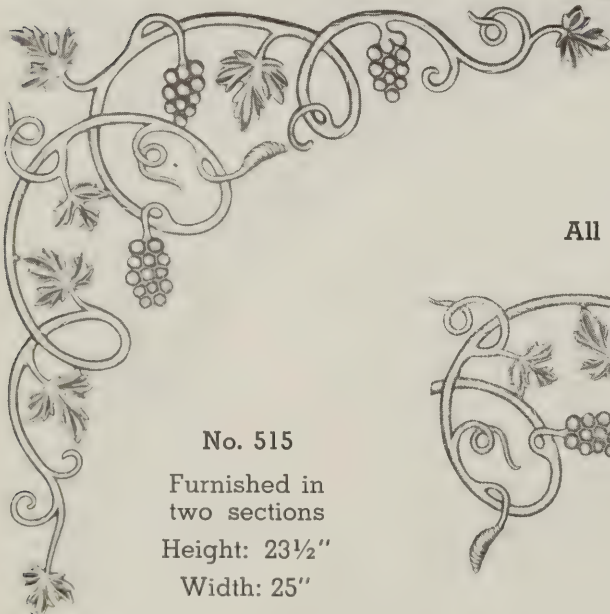 All
No. 515
Furnished in
two sections
Height: 23½"
Width: 25"